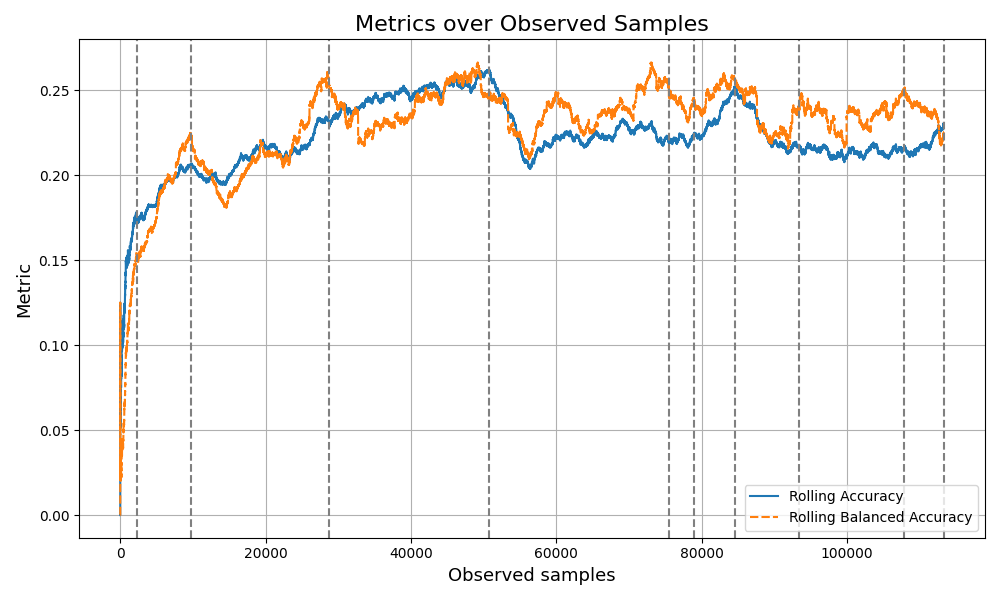 Metrics over Observed Samples
Metric
0.25
0.20
0.15
0.10
0.05
0.00
0 20000 40000 60000 80000 100000
Observed samples
Rolling Accuracy
Rolling Balanced Accuracy